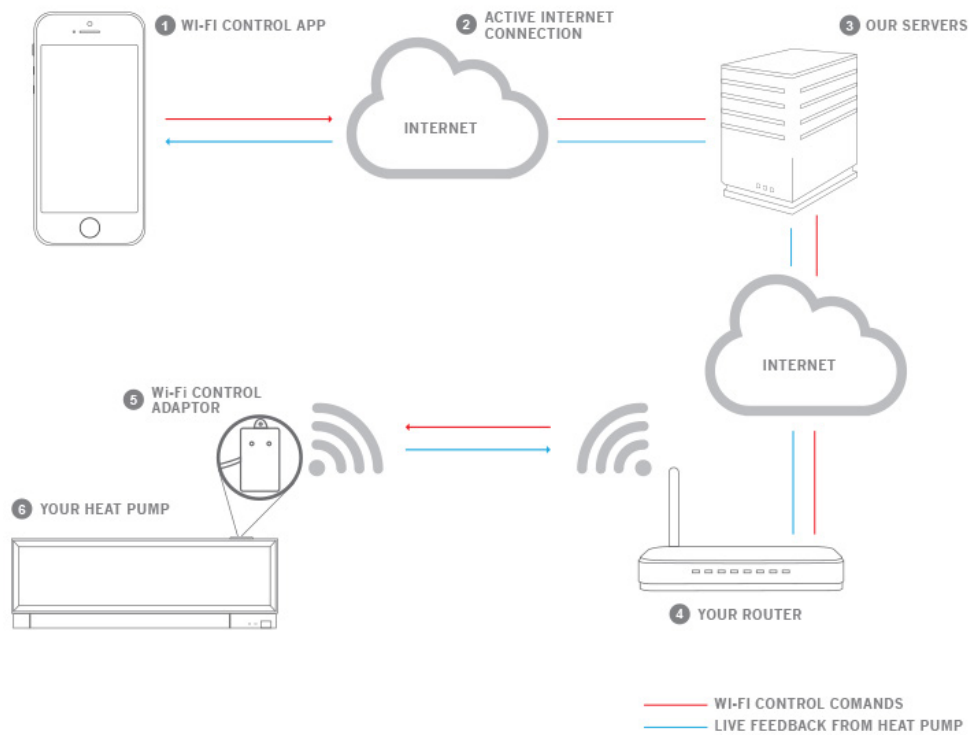 1 WI-FI CONTROL APP
2 ACTIVE INTERNET
CONNECTION
3 OUR SERVERS
INTERNET
INTERNET
5 Wi-Fi CONTROL
ADAPTOR
6 YOUR HEAT PUMP
4 YOUR ROUTER
WI-FI CONTROL COMANDS
LIVE FEEDBACK FROM HEAT PUMP